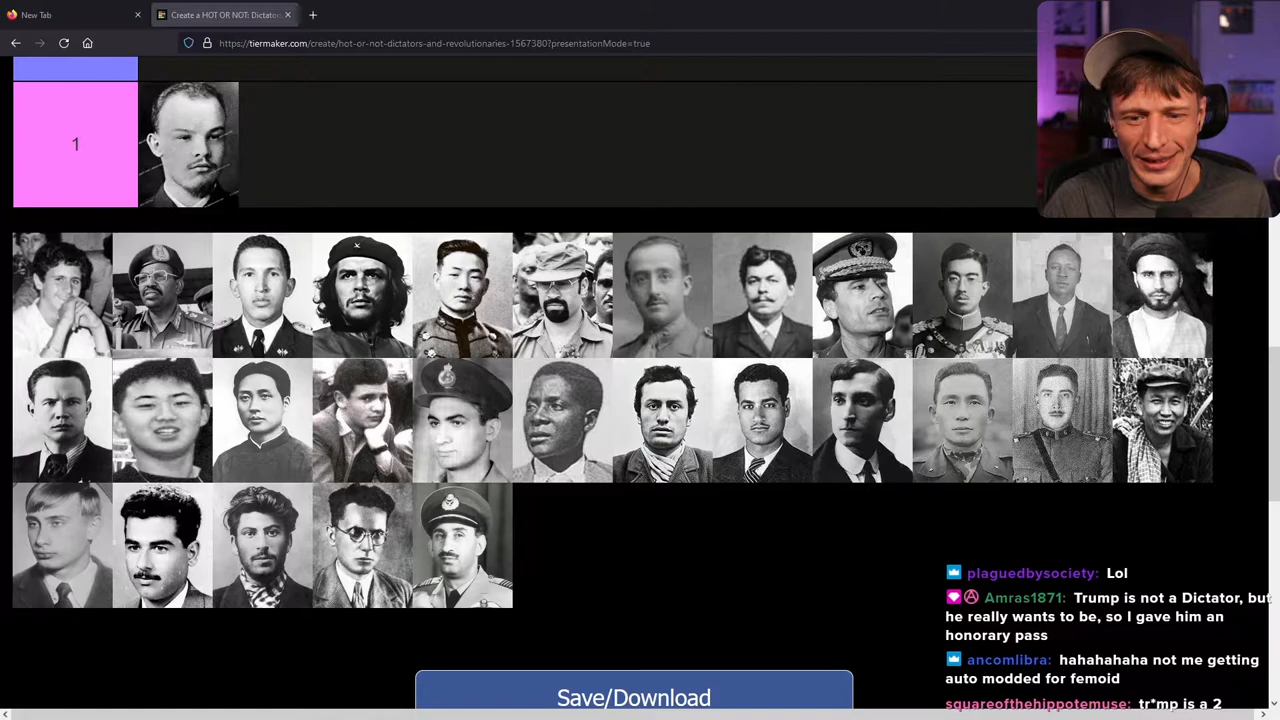 New Tab
Create a HOT OR NOT: Dictator
https://tiermaker.com/create/hot-or-not-dictators-and-revolutionaries-1567380?presentationMode=true
1
plaguedbysociety: Lol
Amras1871: Trump is not a Dictator, but
he really wants to be, so I gave him an
honorary pass
ancomlibra: hahahahaha not me getting
auto modded for femoid
squareofthehippotemuse: tr*mp is a 2
Save/Download